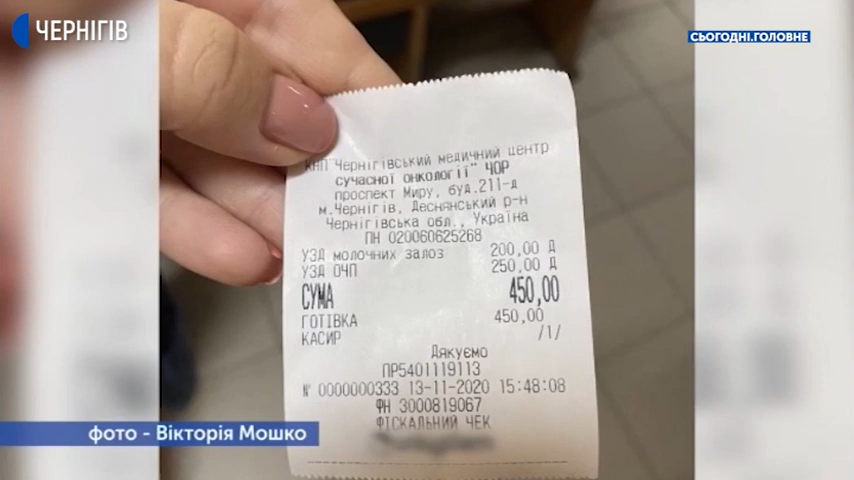 ЧЕРНІГІВ
СЬОГОДНІ.ГОЛОВНЕ
КНП"Чернігівський медичний центр
сучасної онкології" ЧОР
проспект Миру, буд.211-д
м.Чернігів, Деснянський р-н
Чернігівська обл., Україна
ПН 020060625268
УЗД молочних залоз 200,00 Д
УЗД ОЧП 250,00 Д
СУМА 450,00
ГОТІВКА 450,00
КАСИР /1/
Дякуємо
ПР5401119113
№ 0000000333 13-11-2020 15:48:08
ФН 3000819067
ФІСКАЛЬНИЙ ЧЕК
фото - Вікторія Мошко